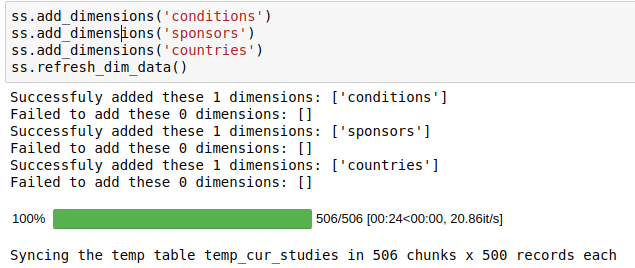 ss.add_dimensions('conditions')
ss.add_dimensions('sponsors')
ss.add_dimensions('countries')
ss.refresh_dim_data()
Successfuly added these 1 dimensions: ['conditions']
Failed to add these 0 dimensions: []
Successfuly added these 1 dimensions: ['sponsors']
Failed to add these 0 dimensions: []
Successfuly added these 1 dimensions: ['countries']
Failed to add these 0 dimensions: []
100% 506/506 [00:24<00:00, 20.86it/s]
Syncing the temp table temp_cur_studies in 506 chunks x 500 records each